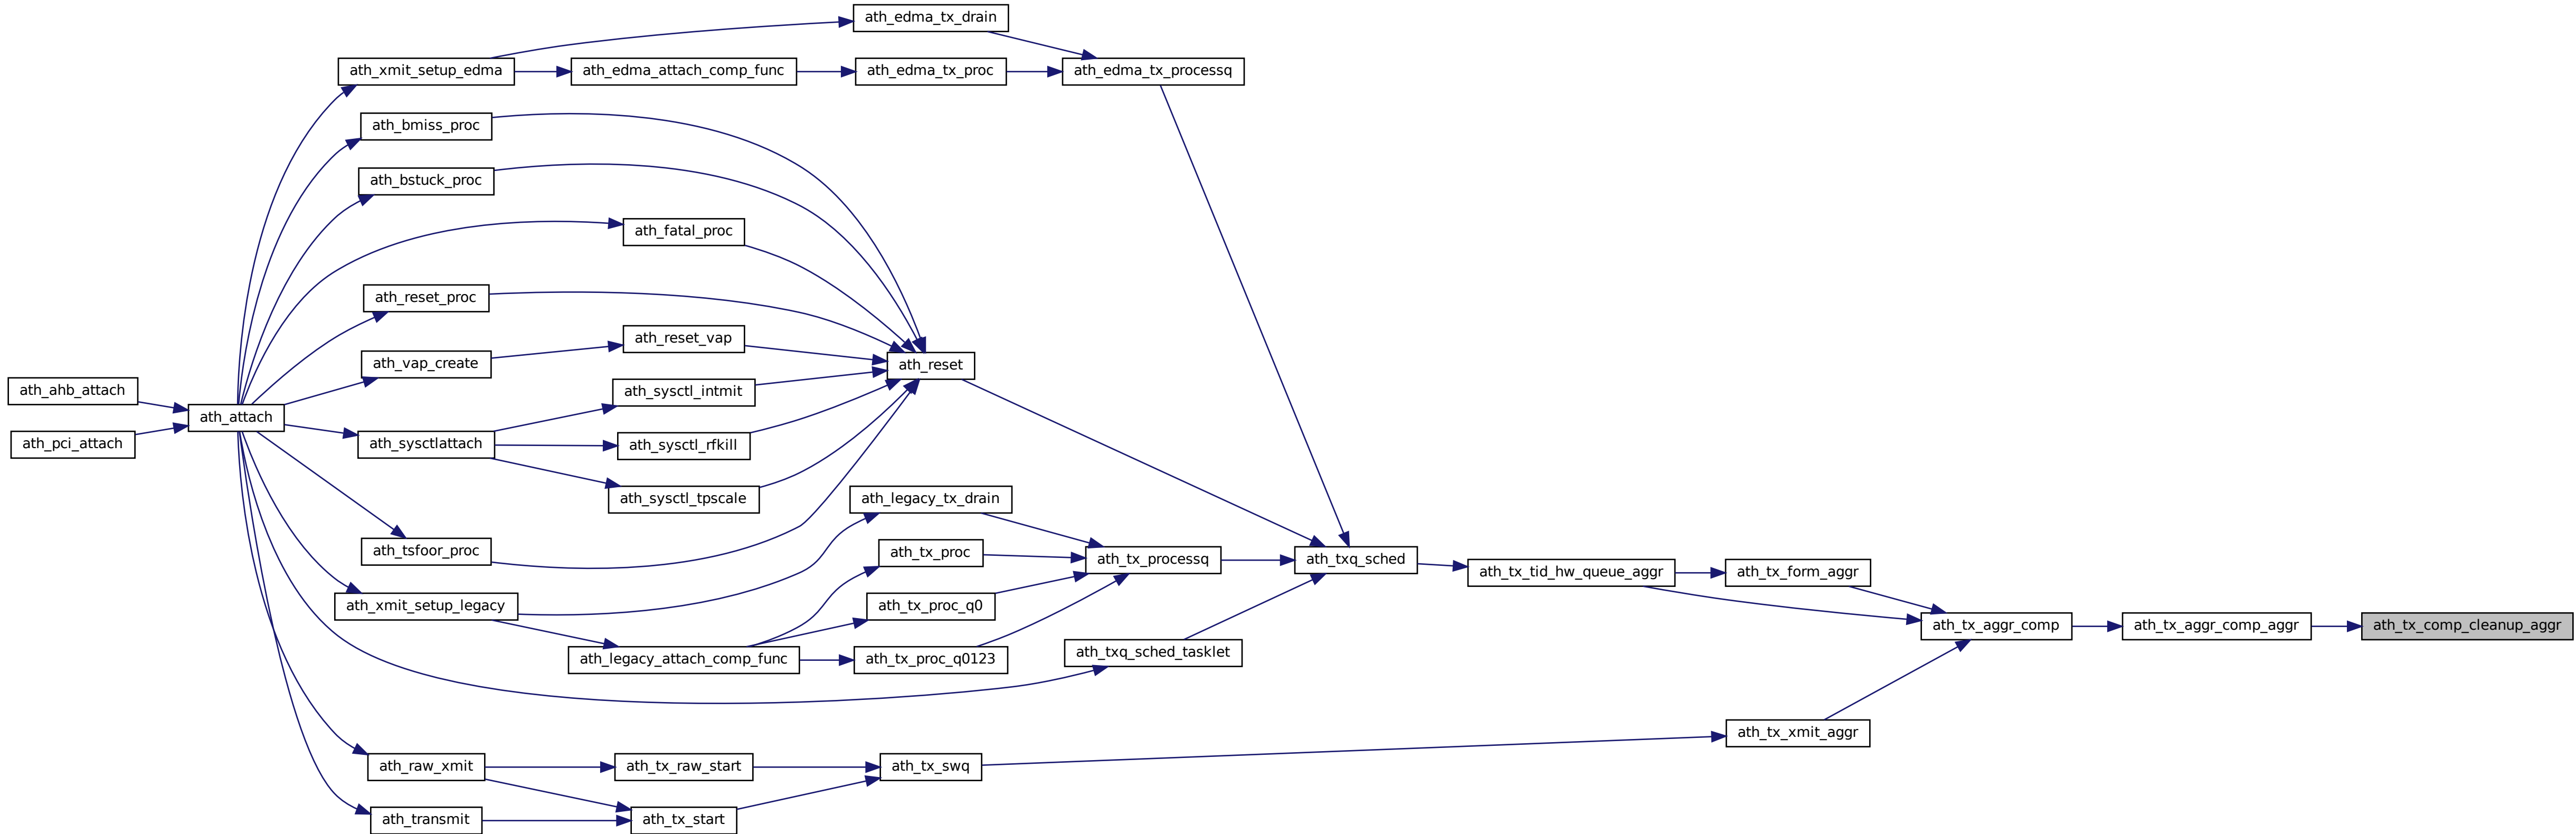 ath_edma_tx_drain
ath_xmit_setup_edma
ath_edma_attach_comp_func
ath_edma_tx_proc
ath_edma_tx_processq
ath_bmiss_proc
ath_bstuck_proc
ath_fatal_proc
ath_reset_proc
ath_reset_vap
ath_vap_create
ath_reset
ath_ahb_attach
ath_sysctl_intmit
ath_attach
ath_pci_attach
ath_sysctlattach
ath_sysctl_rfkill
ath_sysctl_tpscale
ath_legacy_tx_drain
ath_tsfoor_proc
ath_tx_proc
ath_tx_processq
ath_txq_sched
ath_tx_tid_hw_queue_aggr
ath_tx_form_aggr
ath_xmit_setup_legacy
ath_tx_proc_q0
ath_tx_aggr_comp
ath_tx_aggr_comp_aggr
ath_tx_comp_cleanup_aggr
ath_legacy_attach_comp_func
ath_tx_proc_q0123
ath_txq_sched_tasklet
ath_tx_xmit_aggr
ath_raw_xmit
ath_tx_raw_start
ath_tx_swq
ath_transmit
ath_tx_start